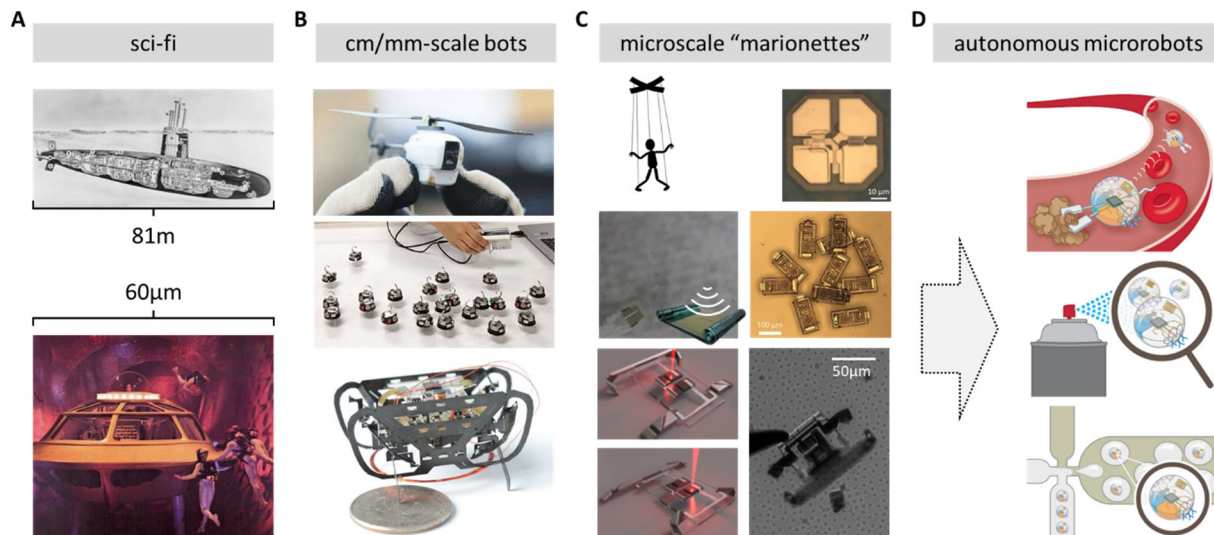 A
sci-fi
81m
60µm
B
cm/mm-scale bots
C
microscale “marionettes”
10 µm
100 µm
50µm
D
autonomous microrobots